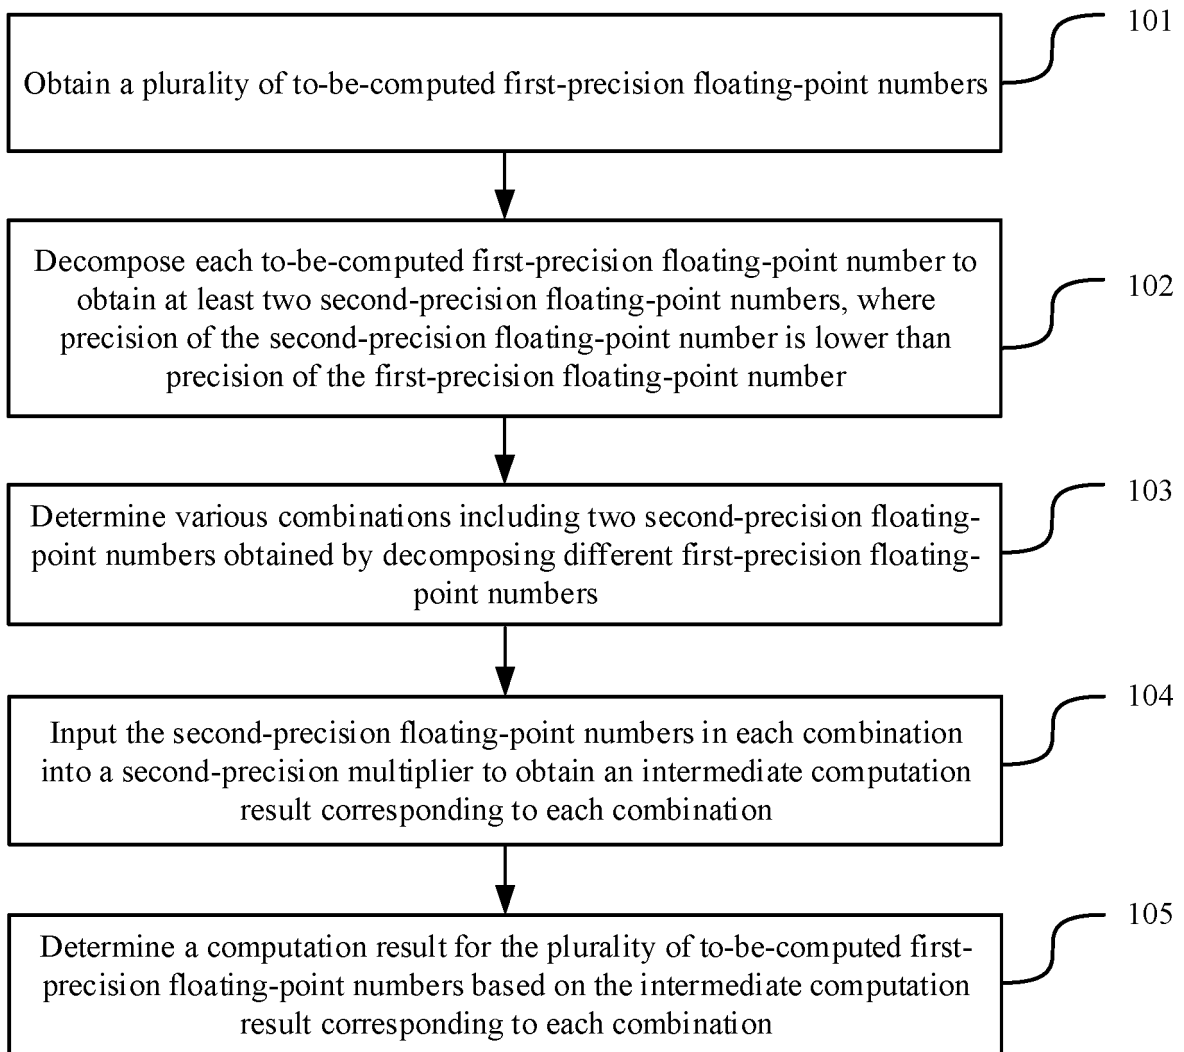 101
Obtain a plurality of to-be-computed first-precision floating-point numbers
Decompose each to-be-computed first-precision floating-point number to
obtain at least two second-precision floating-point numbers, where
precision of the second-precision floating-point number is lower than
precision of the first-precision floating-point number
102
Determine various combinations including two second-precision floating-
point numbers obtained by decomposing different first-precision floating-
point numbers
103
Input the second-precision floating-point numbers in each combination
into a second-precision multiplier to obtain an intermediate computation
result corresponding to each combination
104
Determine a computation result for the plurality of to-be-computed first-
precision floating-point numbers based on the intermediate computation
result corresponding to each combination
105